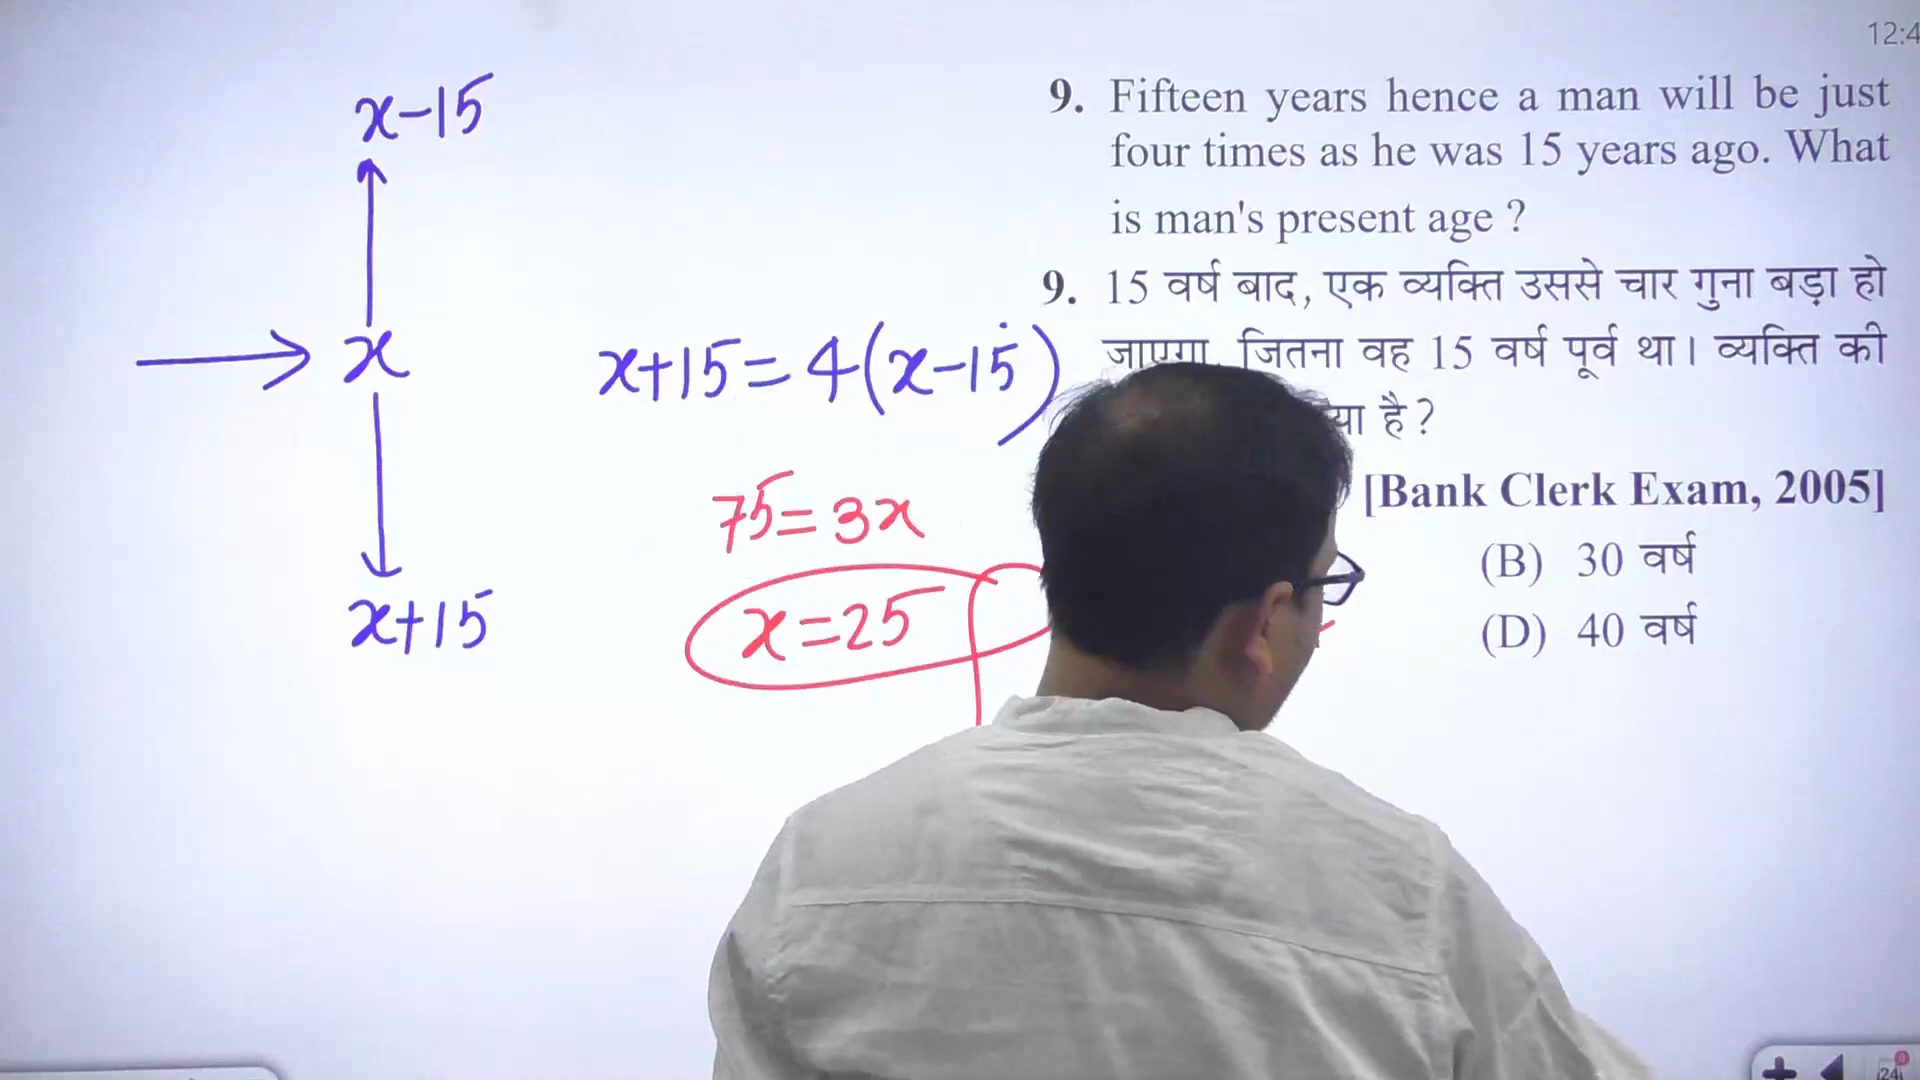 12:4
x-15
x
x+15
x+15=4(x-15)
75=3x
x=25
9. Fifteen years hence a man will be just
four times as he was 15 years ago. What
is man's present age ?
9. 15 वर्ष बाद, एक व्यक्ति उससे चार गुना बड़ा हो
जाएगा, जितना वह 15 वर्ष पूर्व था। व्यक्ति की
है ?
[Bank Clerk Exam, 2005]
(B) 30 वर्ष
(D) 40 वर्ष